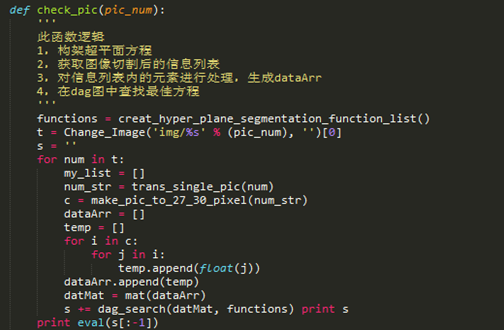 def check_pic(pic_num):
'''
此函数逻辑
1. 构架超平面方程
2. 获取图像切割后的信息列表
3. 对信息列表内的元素进行处理，生成dataArr
4. 在dag图中查找最佳方程
'''
functions = creat_hyper_plane_segmentation_function_list()
t = Change_Image('img/%s' % (pic_num), '')[0]
s = ''
for num in t:
my_list = []
num_str = trans_single_pic(num)
c = make_pic_to_27_30_pixel(num_str)
dataArr = []
temp = []
for i in c:
for j in i:
temp.append(float(j))
dataArr.append(temp)
datMat = mat(dataArr)
s += dag_search(datMat, functions) print s
print eval(s[:-1])